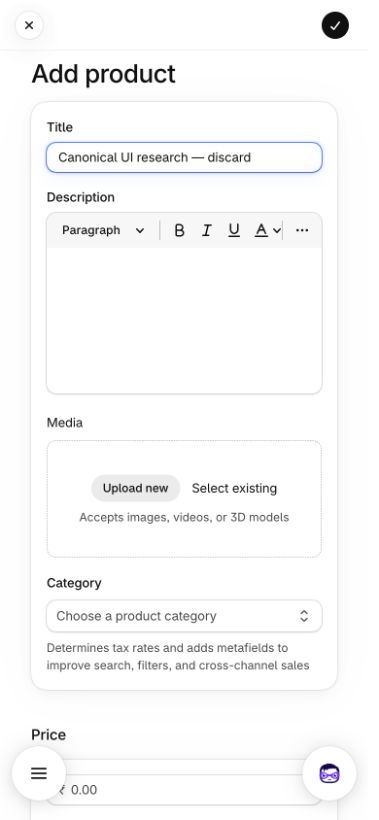 Add product
Title
Canonical UI research — discard
Description
Paragraph B I U A ···
Media
Upload new Select existing
Accepts images, videos, or 3D models
Category
Choose a product category
Determines tax rates and adds metafields to
improve search, filters, and cross-channel sales
Price
₹ 0.00